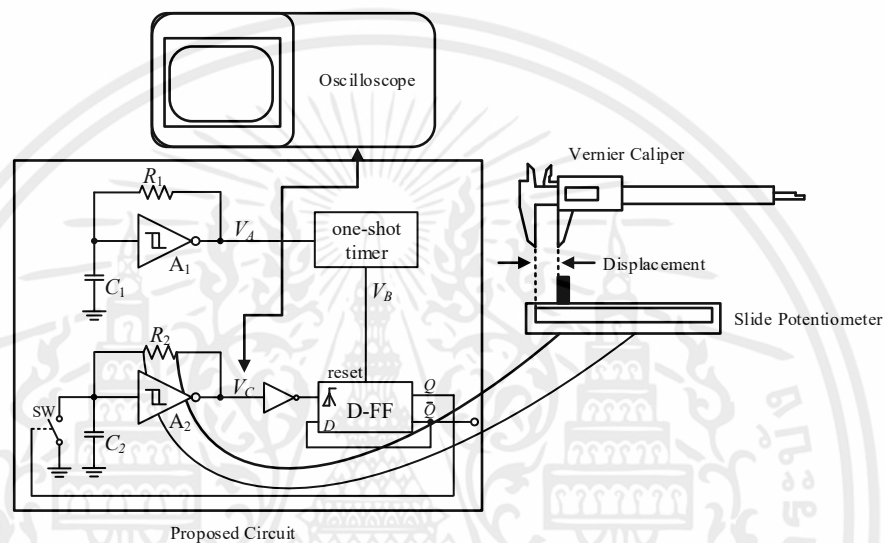 Oscilloscope
Vernier Caliper
R1
VA
one-shot
timer
A1
C1
Displacement
VB
Slide Potentiometer
R2
reset
VC
Q
SW
D-FF
Q̅
D
A2
C2
Proposed Circuit